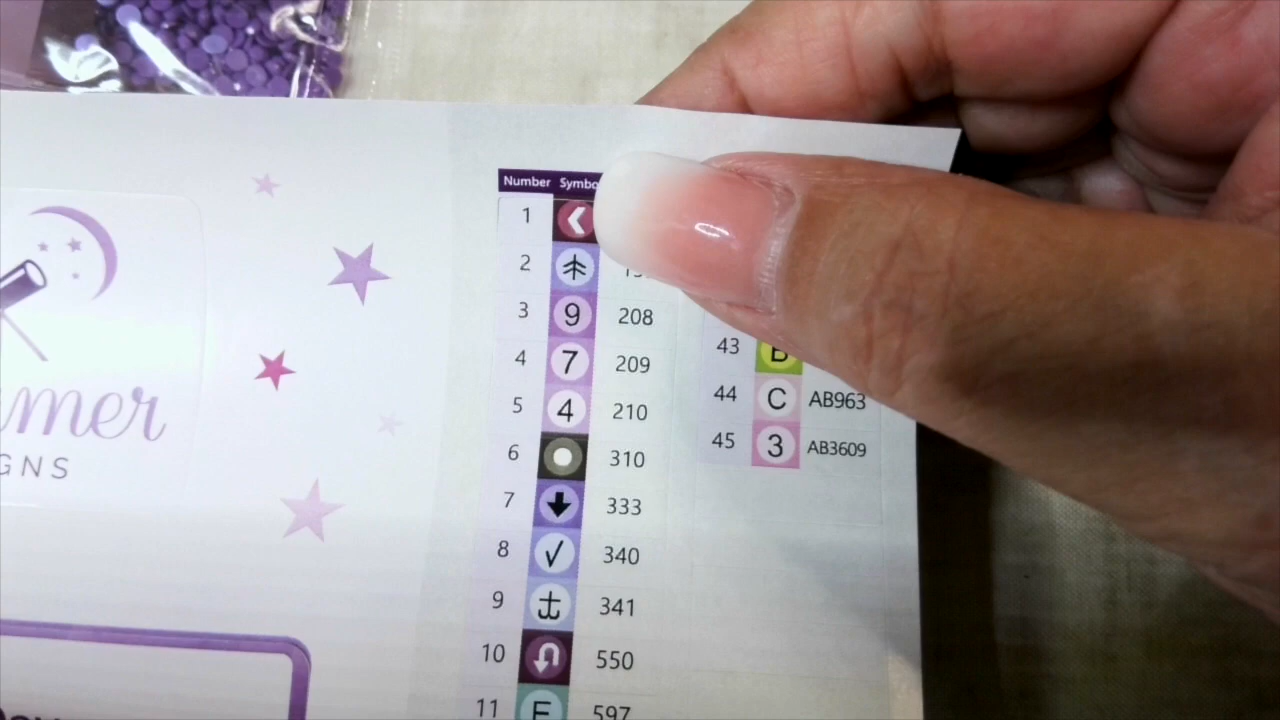 Number Symbo
1
2
3 9 208
4 7 209
5 4 210
6 310
7 333
8 340
9 341
10 550
11 E 597
43 B
44 C AB963
45 3 AB3609
mer
GNS